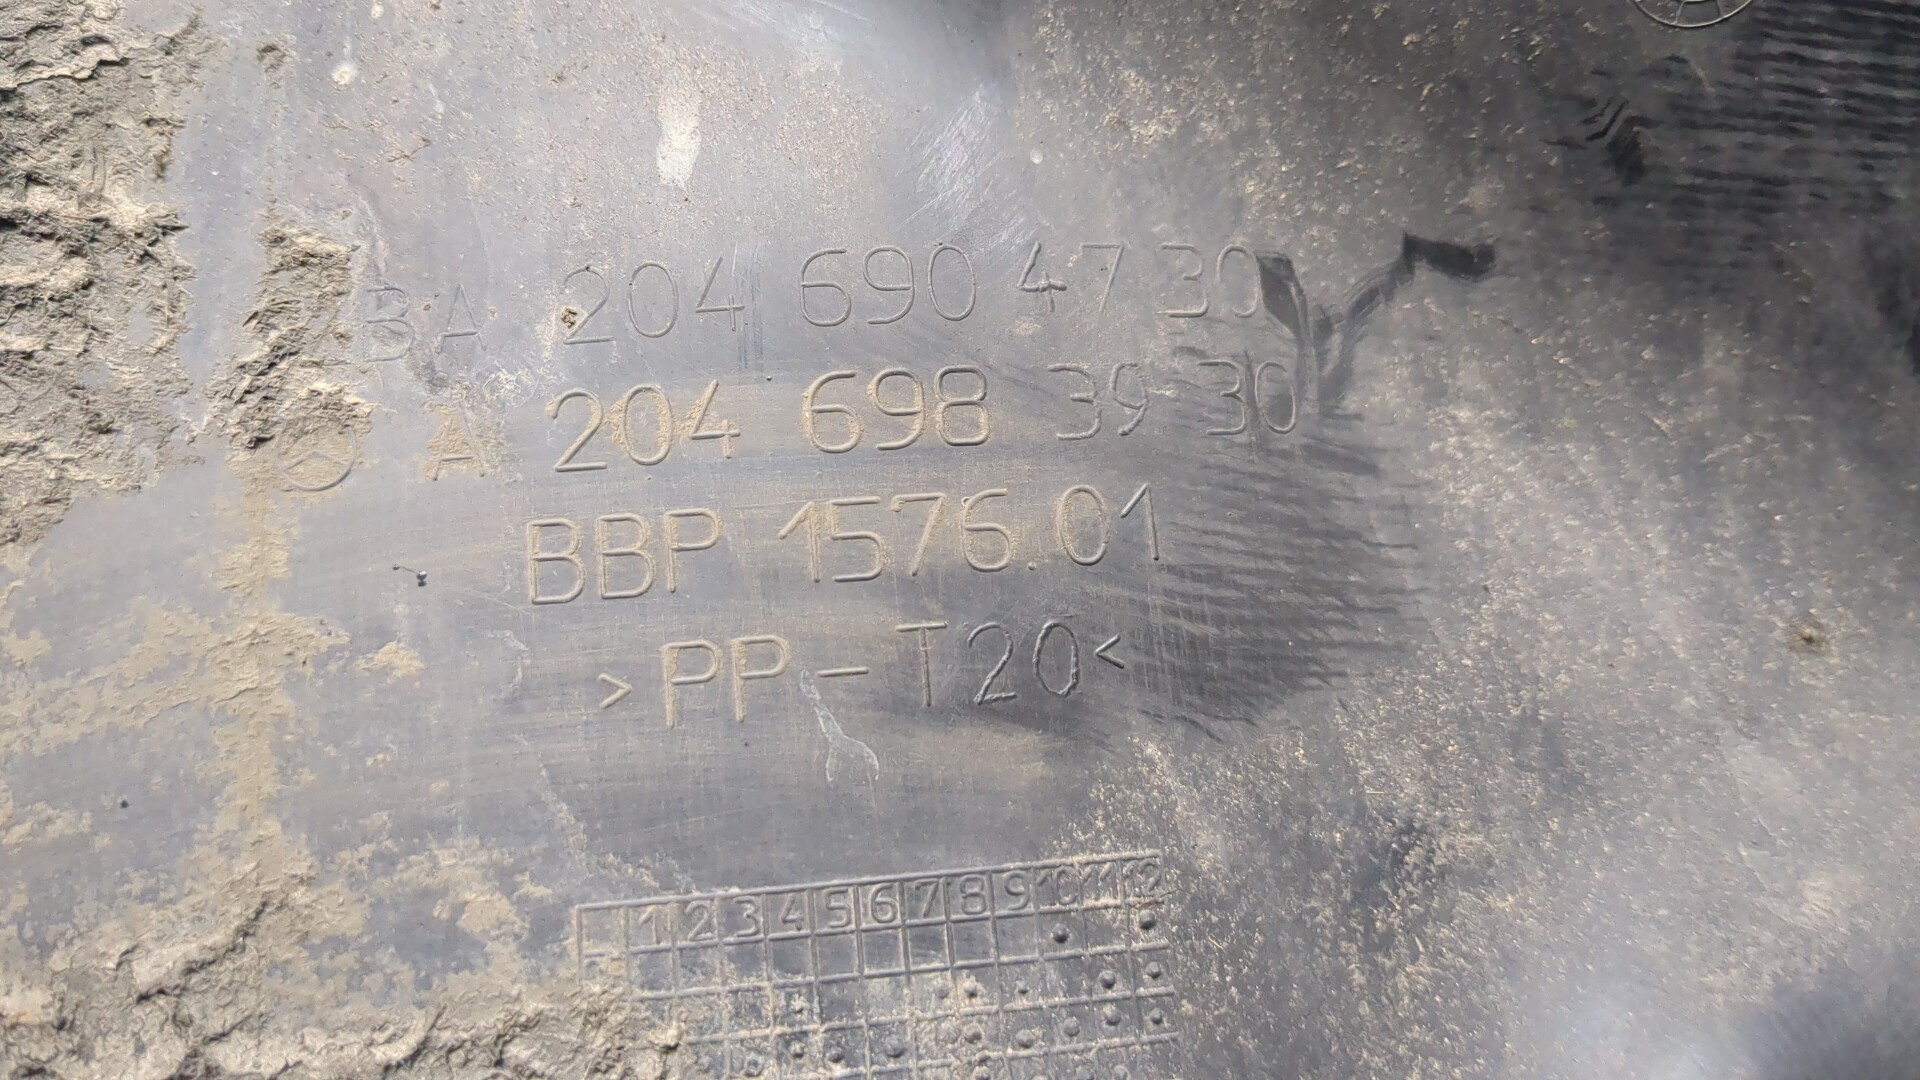 BA 204 690 47 30
A 204 698 39 30
BBP 1576.01
>PP-T20<
1 2 3 4 5 6 7 8 9 10 11 12